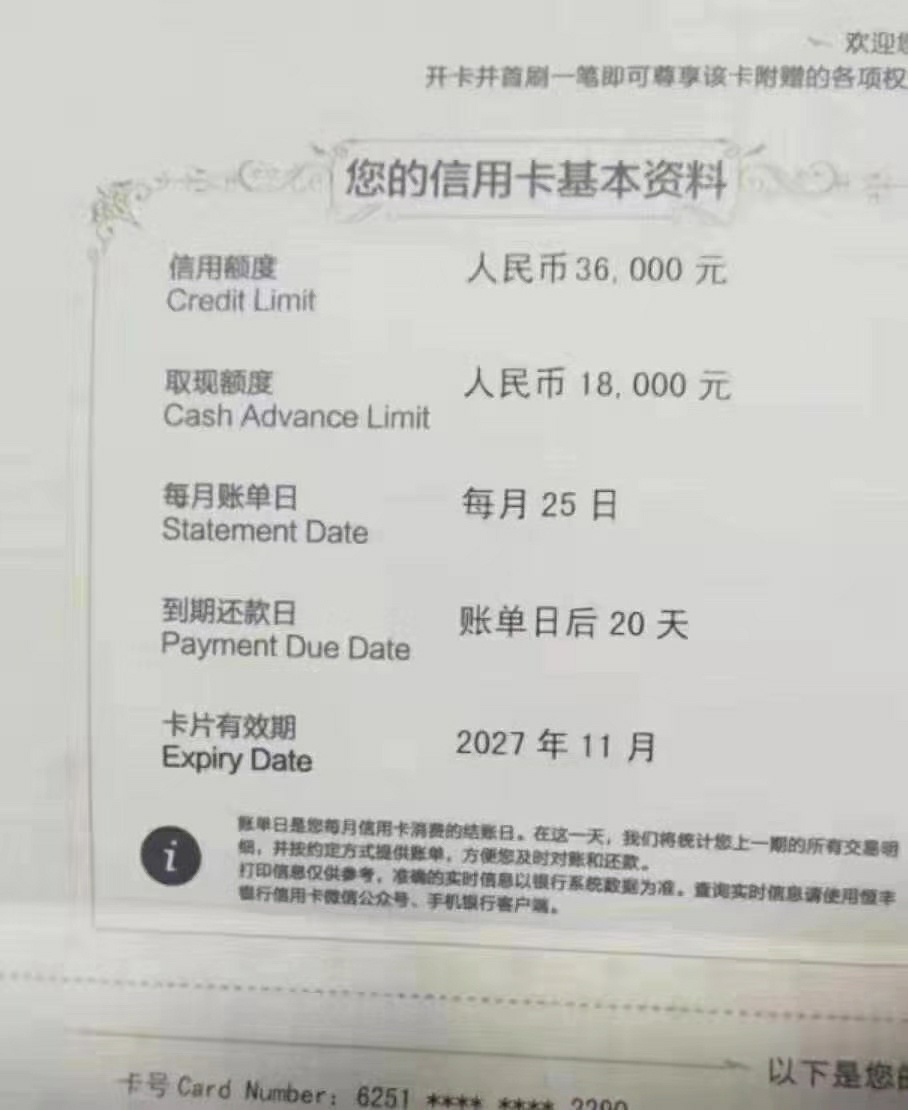 欢迎您
开卡并首刷一笔即可尊享该卡附赠的各项权
您的信用卡基本资料
信用额度 人民币 36,000 元
Credit Limit
取现额度 人民币 18,000 元
Cash Advance Limit
每月账单日 每月 25 日
Statement Date
到期还款日 账单日后 20 天
Payment Due Date
卡片有效期 2027 年 11 月
Expiry Date
账单日是您每月信用卡消费的结账日。在这一天，我们将统计您上一期的所有交易明
细，并按约定方式提供账单，方便您及时对账和还款。
打印信息仅供参考，准确的实时信息以银行系统数据为准。查询实时信息请使用恒丰
银行信用卡微信公众号、手机银行客户端。
以下是您的
卡号 Card Number: 6251 **** ****